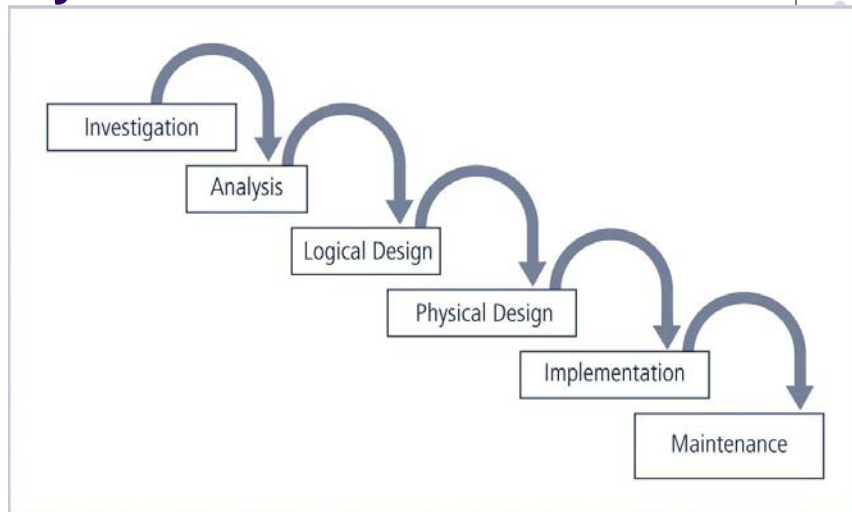 Investigation
Analysis
Logical Design
Physical Design
Implementation
Maintenance